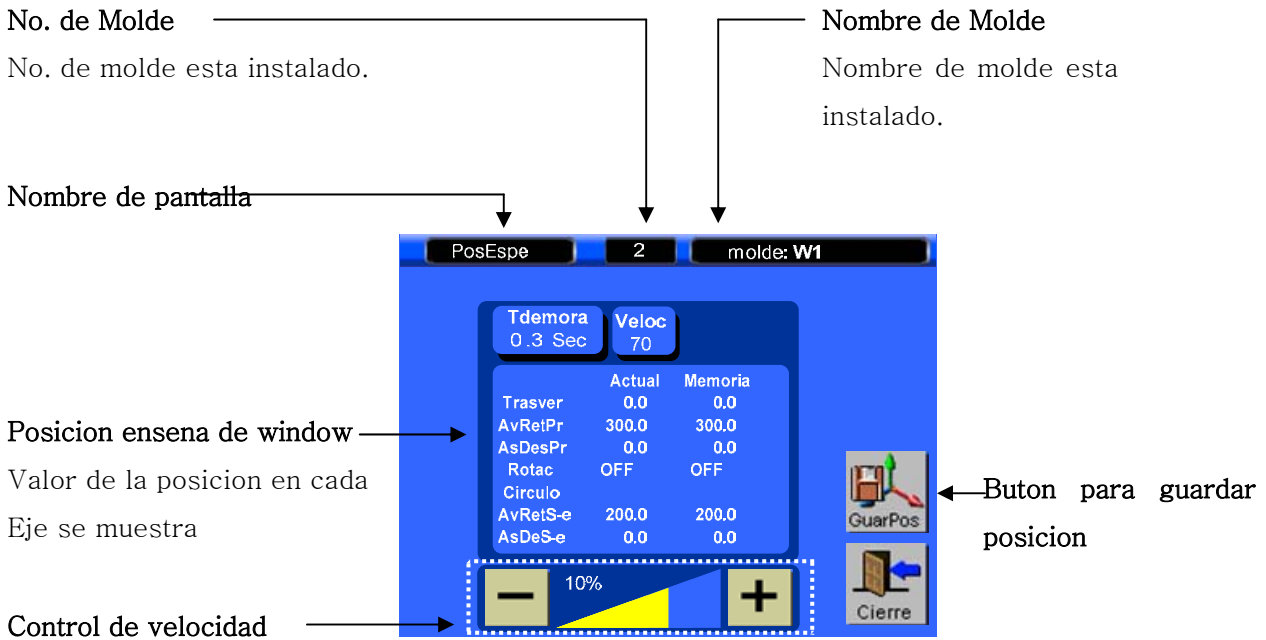 No. de Molde
No. de molde esta instalado.
Nombre de Molde
Nombre de molde esta
instalado.
Nombre de pantalla
PosEspe
2
molde: W1
Tdemora
0.3 Sec
Veloc
70
Actual Memoria
Trasver 0.0 0.0
AvRetPr 300.0 300.0
AsDesPr 0.0 0.0
Rotac OFF OFF
Circulo
AvRetS-e 200.0 200.0
AsDeS-e 0.0 0.0
Posicion ensena de window
Valor de la posicion en cada
Eje se muestra
GuarPos
Buton para guardar
posicion
10%
Cierre
Control de velocidad